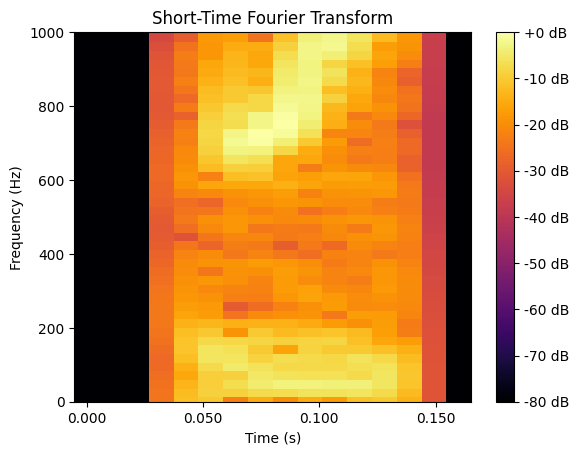 Short-Time Fourier Transform
1000
800
600
400
200
0
Frequency (Hz)
0.000
0.050
0.100
0.150
Time (s)
+0 dB
-10 dB
-20 dB
-30 dB
-40 dB
-50 dB
-60 dB
-70 dB
-80 dB